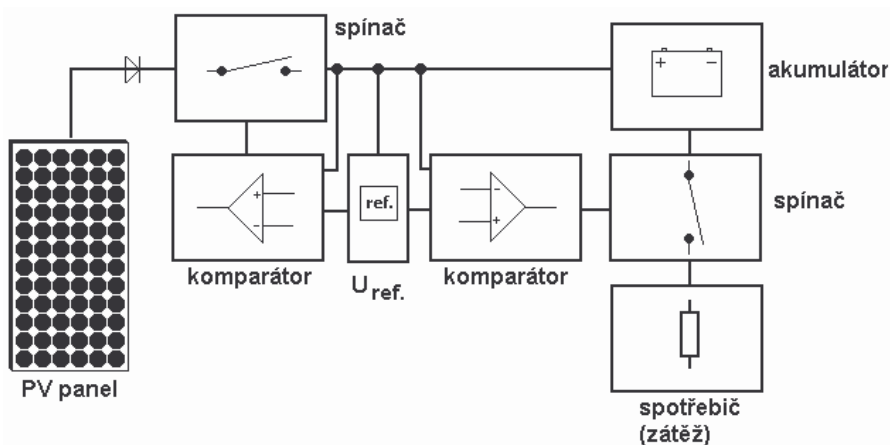 spínač
+ −
akumulátor
+
-
ref.
-
+
spínač
komparátor
U ref.
komparátor
PV panel
spotřebič
(zátěž)